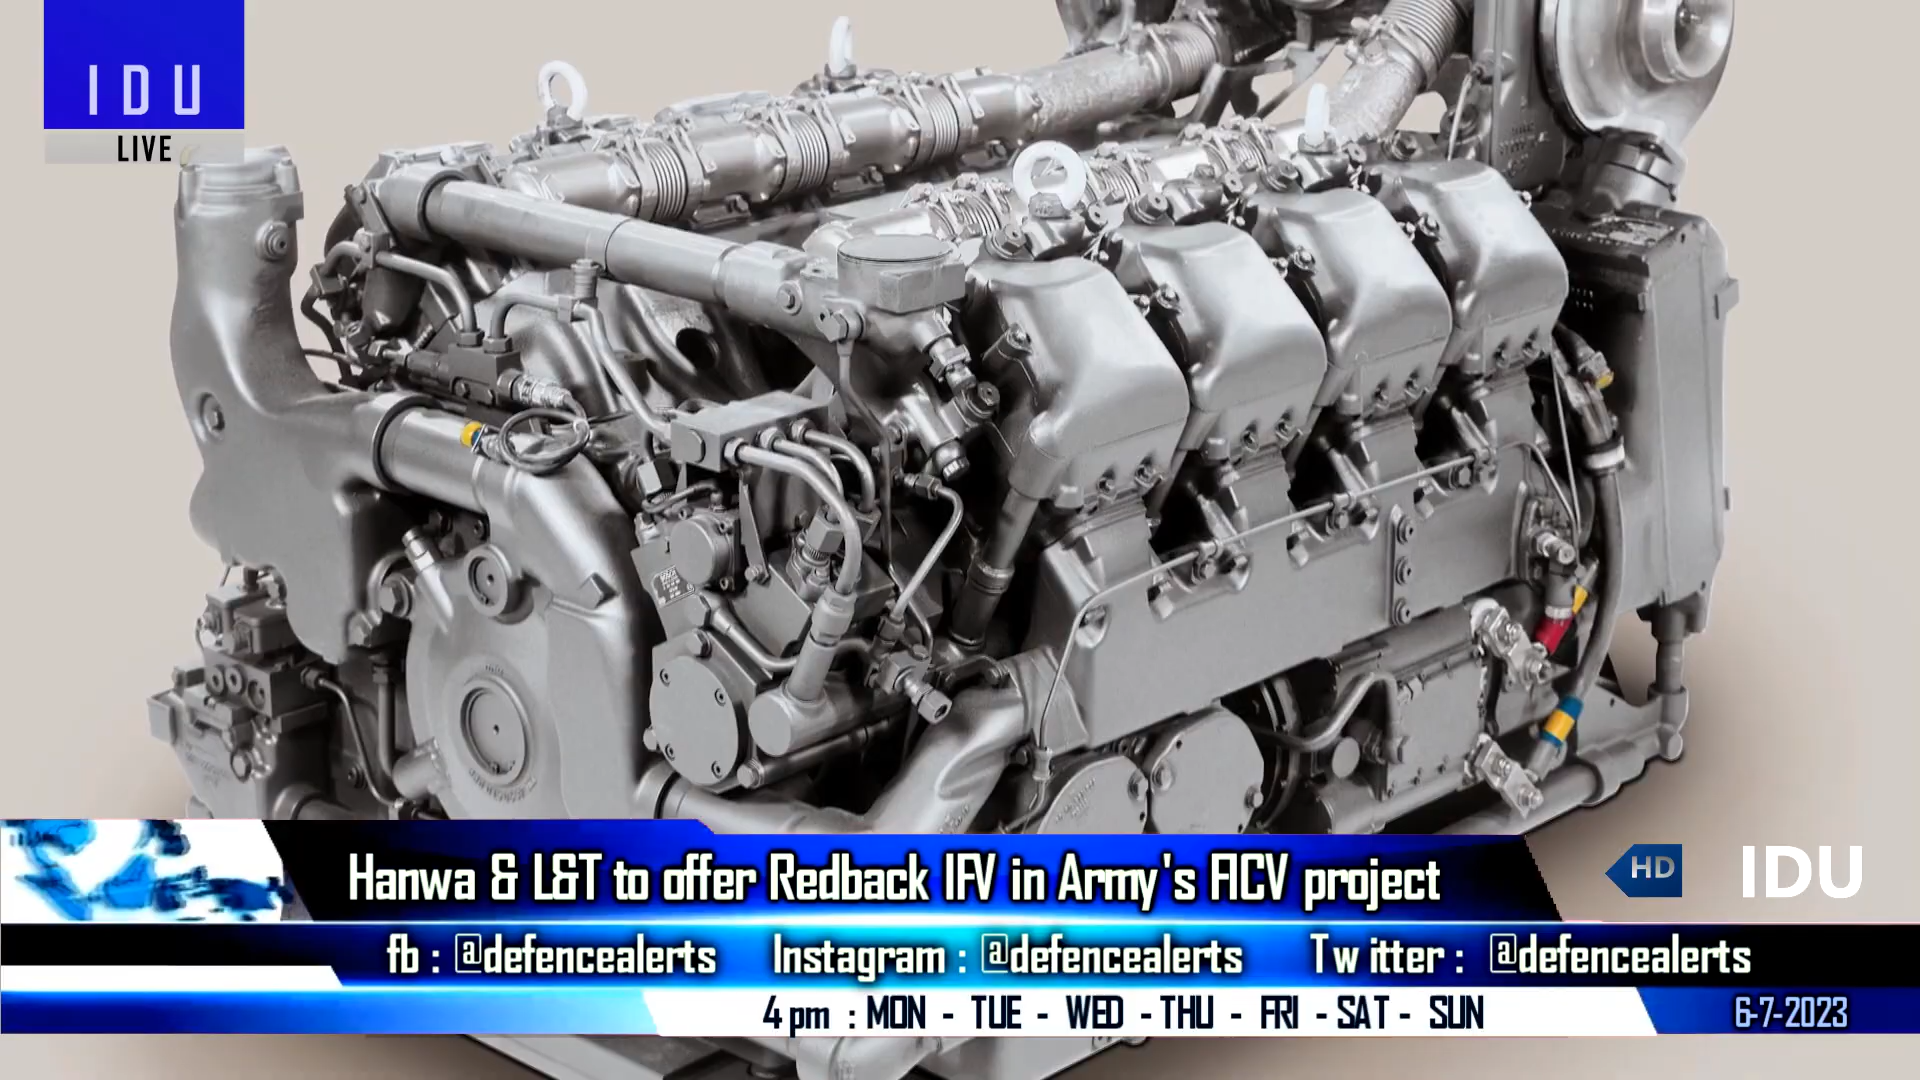 IDU
LIVE
Hanwa & L&T to offer Redback IFV in Army's FICV project
HD IDU
fb : @defencealerts Instagram : @defencealerts Twitter : @defencealerts
4 pm : MON - TUE - WED - THU - FRI - SAT - SUN
6-7-2023